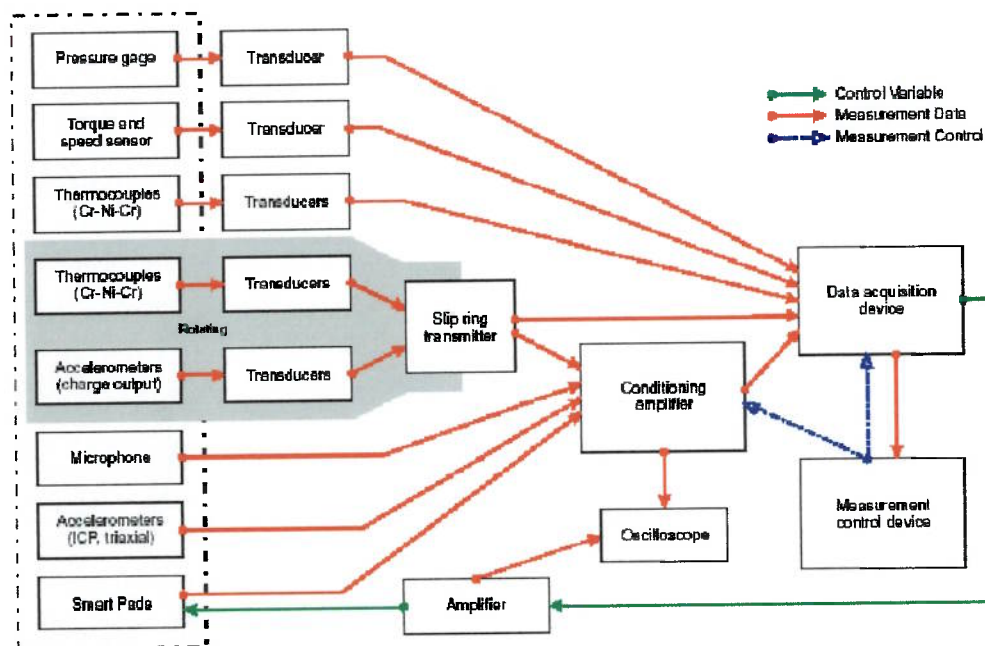 Pressure gage
Transducer
Control Variable
Measurement Data
Measurement Control
Torque and
speed sensor
Transducer
Thermocouples
(Cr-Ni-Cr)
Transducers
Thermocouples
(Cr-Ni-Cr)
Transducers
Rotating
Slip ring
transmitter
Data acquisition
device
Accelerometers
(charge output)
Transducers
Conditioning
amplifier
Microphone
Accelerometers
(ICP, triaxial)
Oscilloscope
Measurement
control device
Smart Pads
Amplifier